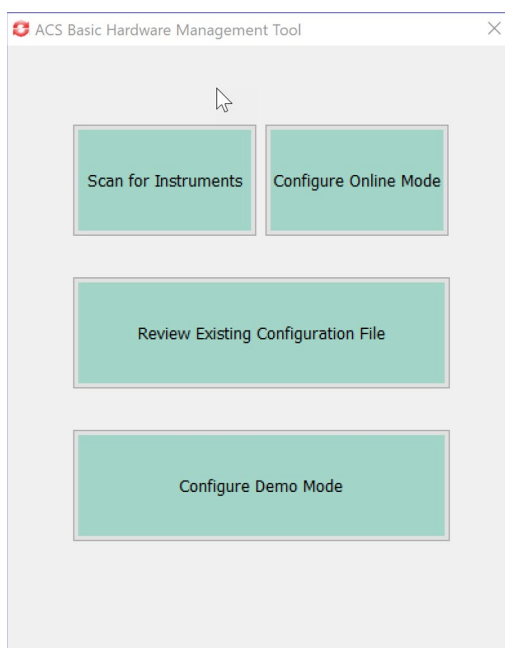 ACS Basic Hardware Management Tool
Scan for Instruments
Configure Online Mode
Review Existing Configuration File
Configure Demo Mode